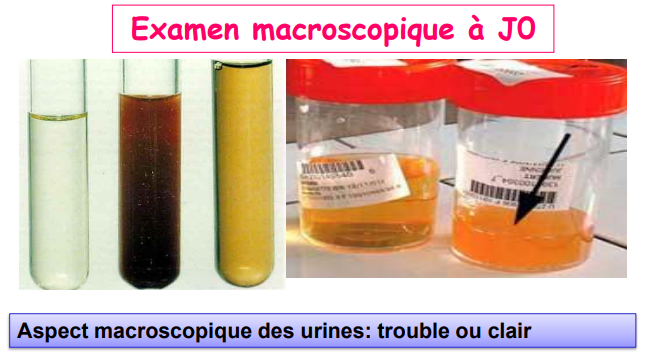 Examen macroscopique à J0
Aspect macroscopique des urines: trouble ou clair